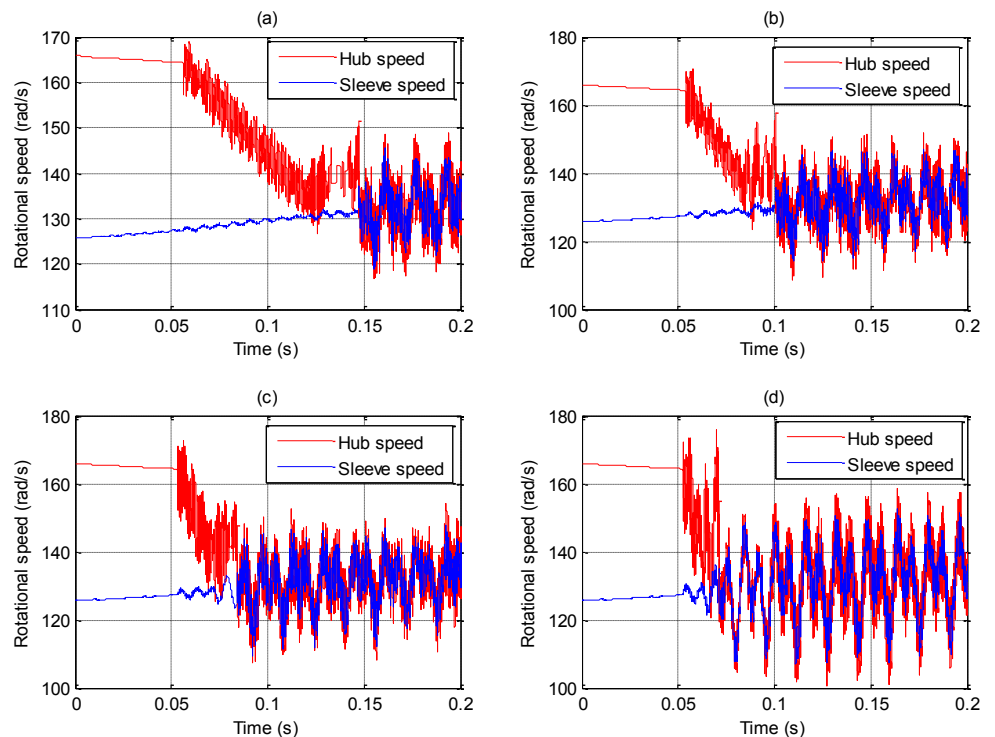 (a)
Rotational speed (rad/s)
170
160
150
140
130
120
110
Hub speed
Sleeve speed
0 0.05 0.1 0.15 0.2
Time (s)
(b)
Rotational speed (rad/s)
180
160
140
120
100
Hub speed
Sleeve speed
0 0.05 0.1 0.15 0.2
Time (s)
(c)
Rotational speed (rad/s)
180
160
140
120
100
Hub speed
Sleeve speed
0 0.05 0.1 0.15 0.2
Time (s)
(d)
Rotational speed (rad/s)
180
160
140
120
100
Hub speed
Sleeve speed
0 0.05 0.1 0.15 0.2
Time (s)